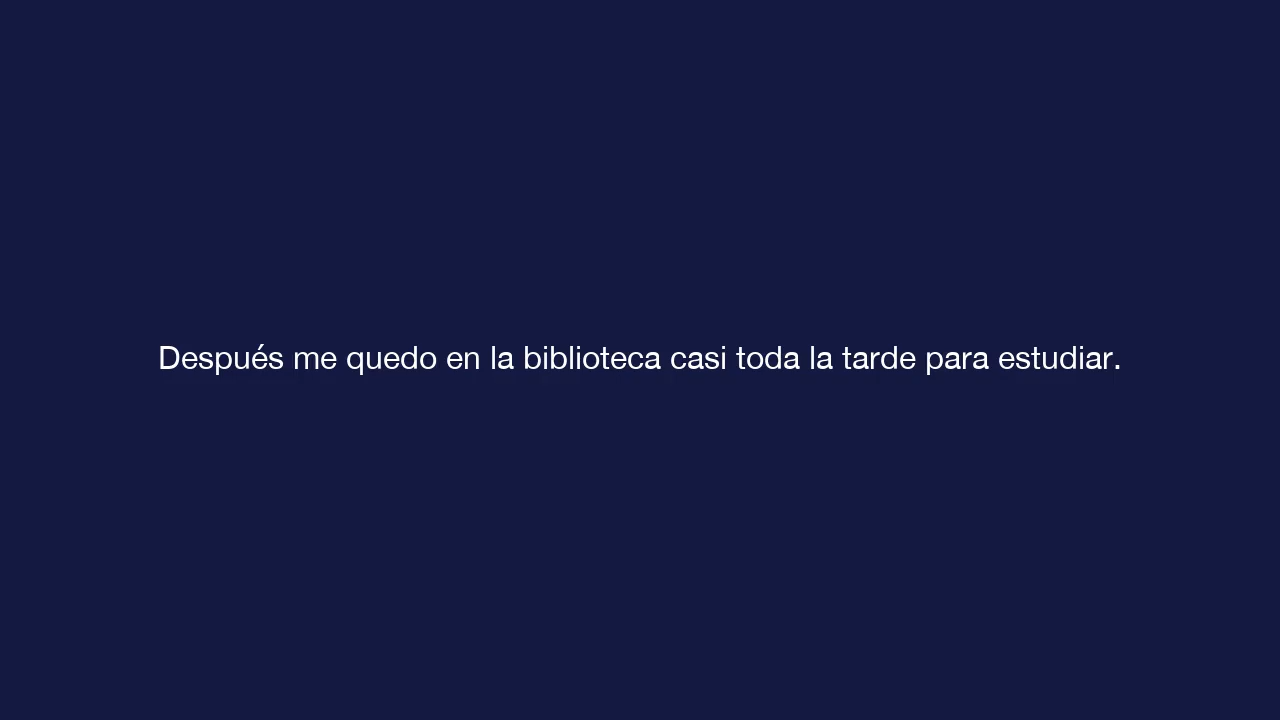 Después me quedo en la biblioteca casi toda la tarde para estudiar.